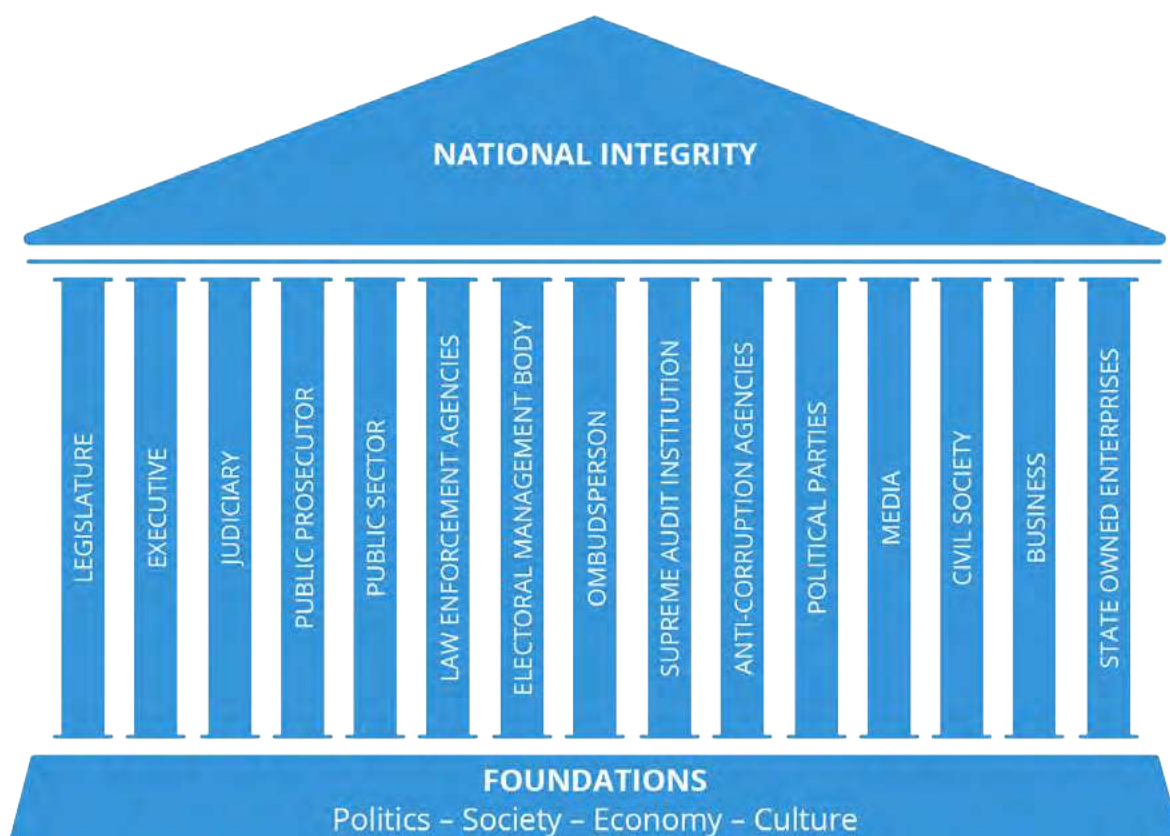 NATIONAL INTEGRITY
LEGISLATURE
EXECUTIVE
JUDICIARY
PUBLIC PROSECUTOR
PUBLIC SECTOR
LAW ENFORCEMENT AGENCIES
ELECTORAL MANAGEMENT BODY
OMBUDSPERSON
SUPREME AUDIT INSTITUTION
ANTI-CORRUPTION AGENCIES
POLITICAL PARTIES
MEDIA
CIVIL SOCIETY
BUSINESS
STATE OWNED ENTERPRISES
FOUNDATIONS
Politics – Society – Economy – Culture